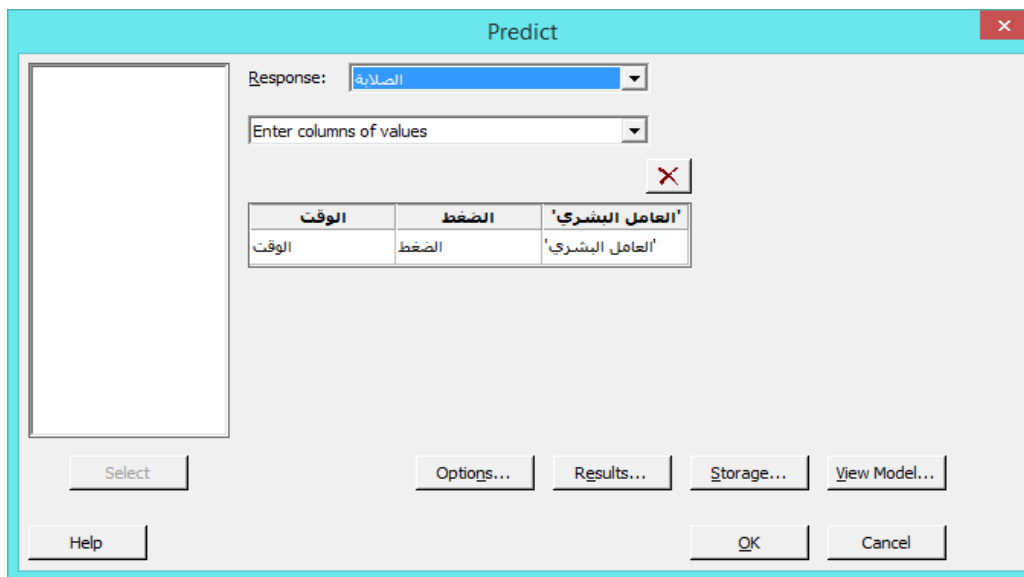 Predict
Response: الصلابة
Enter columns of values
الوقت الضغط 'العامل البشري'
الوقت الضغط 'العامل البشري'
Select Options... Results... Storage... View Model...
Help OK Cancel